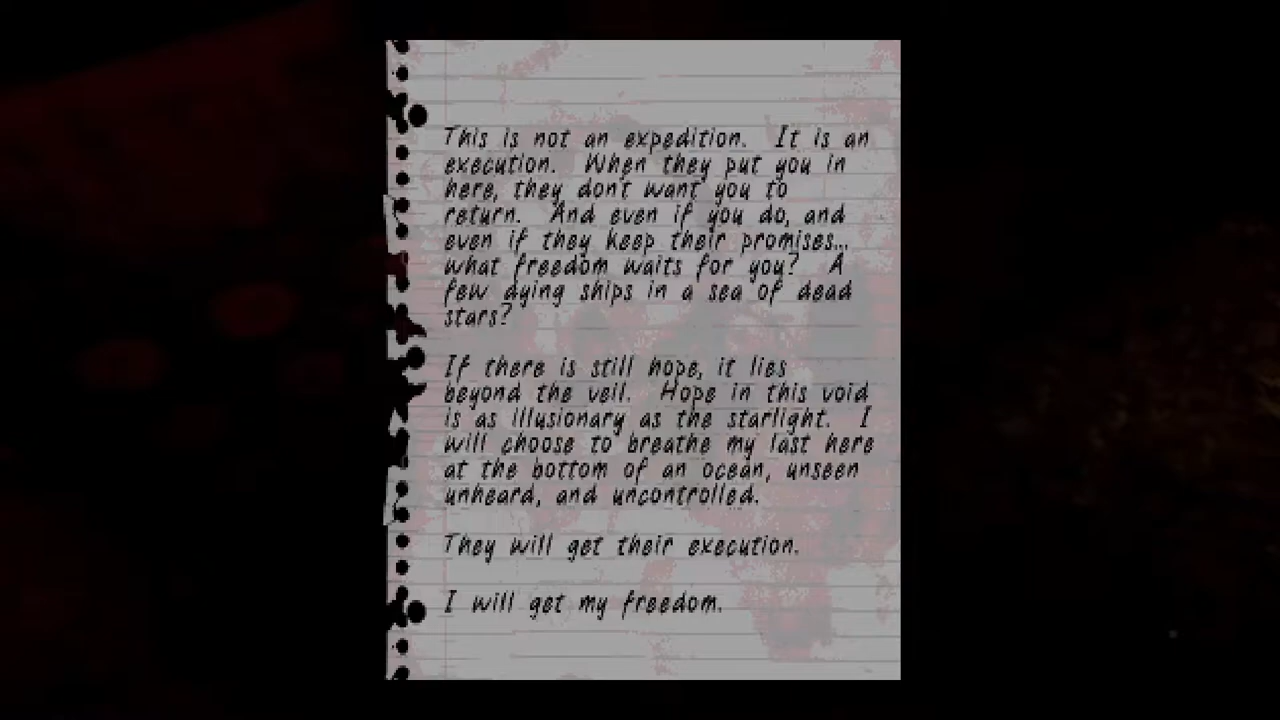 This is not an expedition. It is an
execution. When they put you in
here, they don't want you to
return. And even if you do, and
even if they keep their promises...
what freedom waits for you? A
few dying ships in a sea of dead
stars?
If there is still hope, it lies
beyond the veil. Hope in this void
is as illusionary as the starlight. I
will choose to breathe my last here
at the bottom of an ocean, unseen
unheard, and uncontrolled.
They will get their execution.
I will get my freedom.